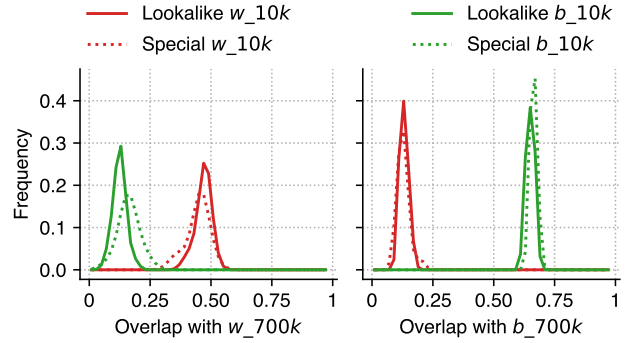 Lookalike w_10k
Special w_10k
Lookalike b_10k
Special b_10k
Frequency
0.4
0.3
0.2
0.1
0.0
0 0.25 0.50 0.75 1
Overlap with w_700k
0 0.25 0.50 0.75 1
Overlap with b_700k